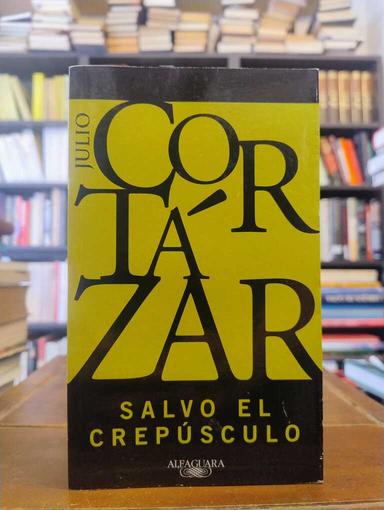 JULIO
COR
TÁ
ZAR
SALVO EL
CREPÚSCULO
ALFAGUARA